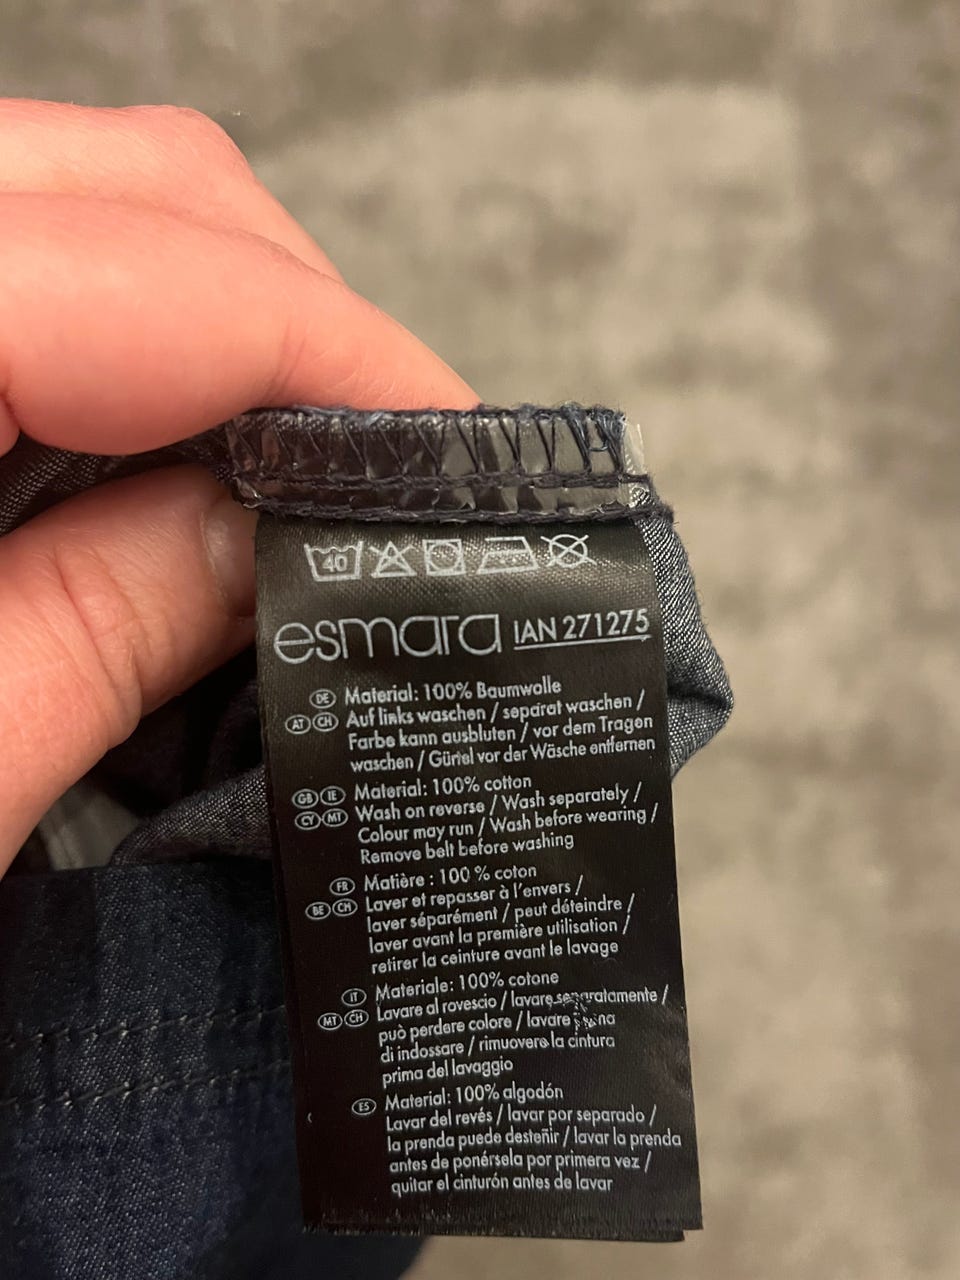 40
esmara IAN 271275
DE Material: 100% Baumwolle
AT CH Auf links waschen / separat waschen /
Farbe kann ausbluten / vor dem Tragen
waschen / Gürtel vor der Wäsche entfernen
GB IE Material: 100% cotton
CY MT Wash on reverse / Wash separately /
Colour may run / Wash before wearing /
Remove belt before washing
FR Matière : 100 % coton
BE CH Laver et repasser à l'envers /
laver séparément / peut déteindre /
laver avant la première utilisation /
retirer la ceinture avant le lavage
IT Materiale: 100% cotone
MT CH Lavare al rovescio / lavare separatamente /
può perdere colore / lavare
di indossare / rimuovere la cintura
prima del lavaggio
ES Material: 100% algodón
Lavar del revés / lavar por separado /
la prenda puede desteñir / lavar la prenda
antes de ponérsela por primera vez /
quitar el cinturón antes de lavar